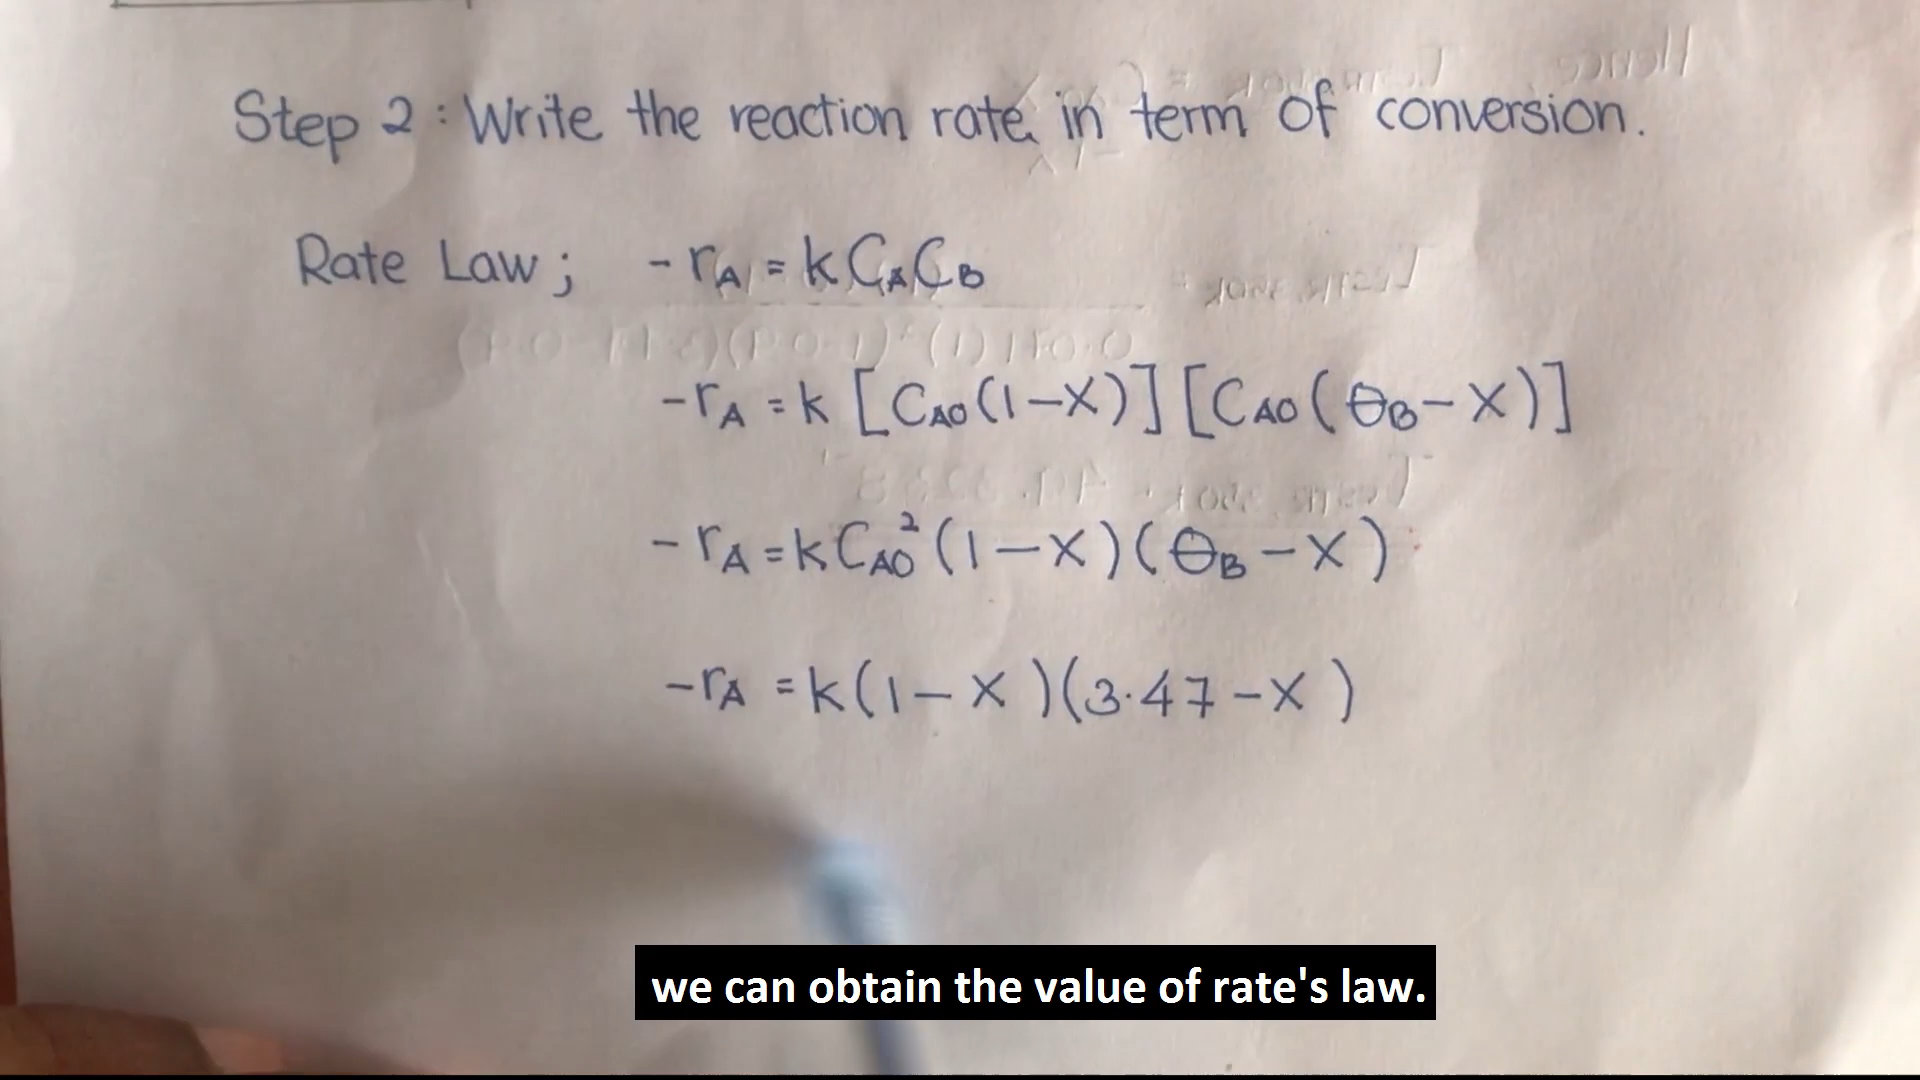 Step 2 : Write the reaction rate in term of conversion.
Rate Law ; -rA = kCACB
-rA = k [CAO(1-X)][CAO(θB-X)]
-rA = kCAO²(1-X)(θB-X)
-rA = k(1-X)(3.47-X)
we can obtain the value of rate's law.